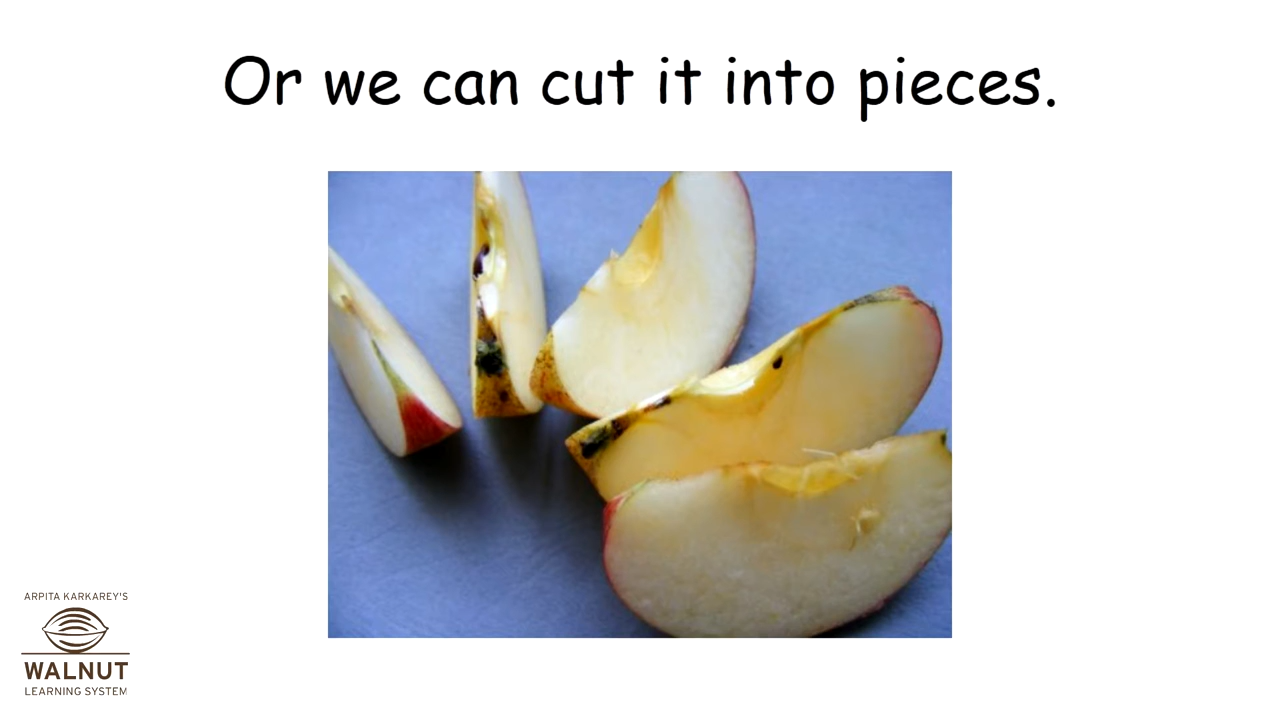 Or we can cut it into pieces.
ARPITA KARKAREY'S
WALNUT
LEARNING SYSTEM